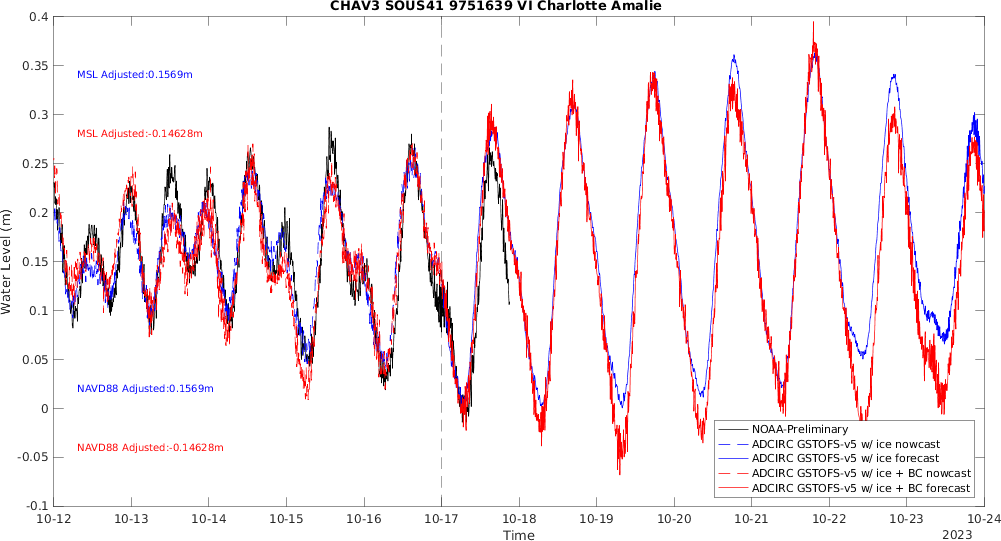 CHAV3 SOUS41 9751639 VI Charlotte Amalie
0.4
0.35
0.3
0.25
0.2
0.15
0.1
0.05
0
-0.05
-0.1
Water Level (m)
MSL Adjusted:0.1569m
MSL Adjusted:-0.14628m
NAVD88 Adjusted:0.1569m
NAVD88 Adjusted:-0.14628m
NOAA-Preliminary
ADCIRC GSTOFS-v5 w/ ice nowcast
ADCIRC GSTOFS-v5 w/ ice forecast
ADCIRC GSTOFS-v5 w/ ice + BC nowcast
ADCIRC GSTOFS-v5 w/ ice + BC forecast
10-12 10-13 10-14 10-15 10-16 10-17 10-18 10-19 10-20 10-21 10-22 10-23 10-24
Time
2023